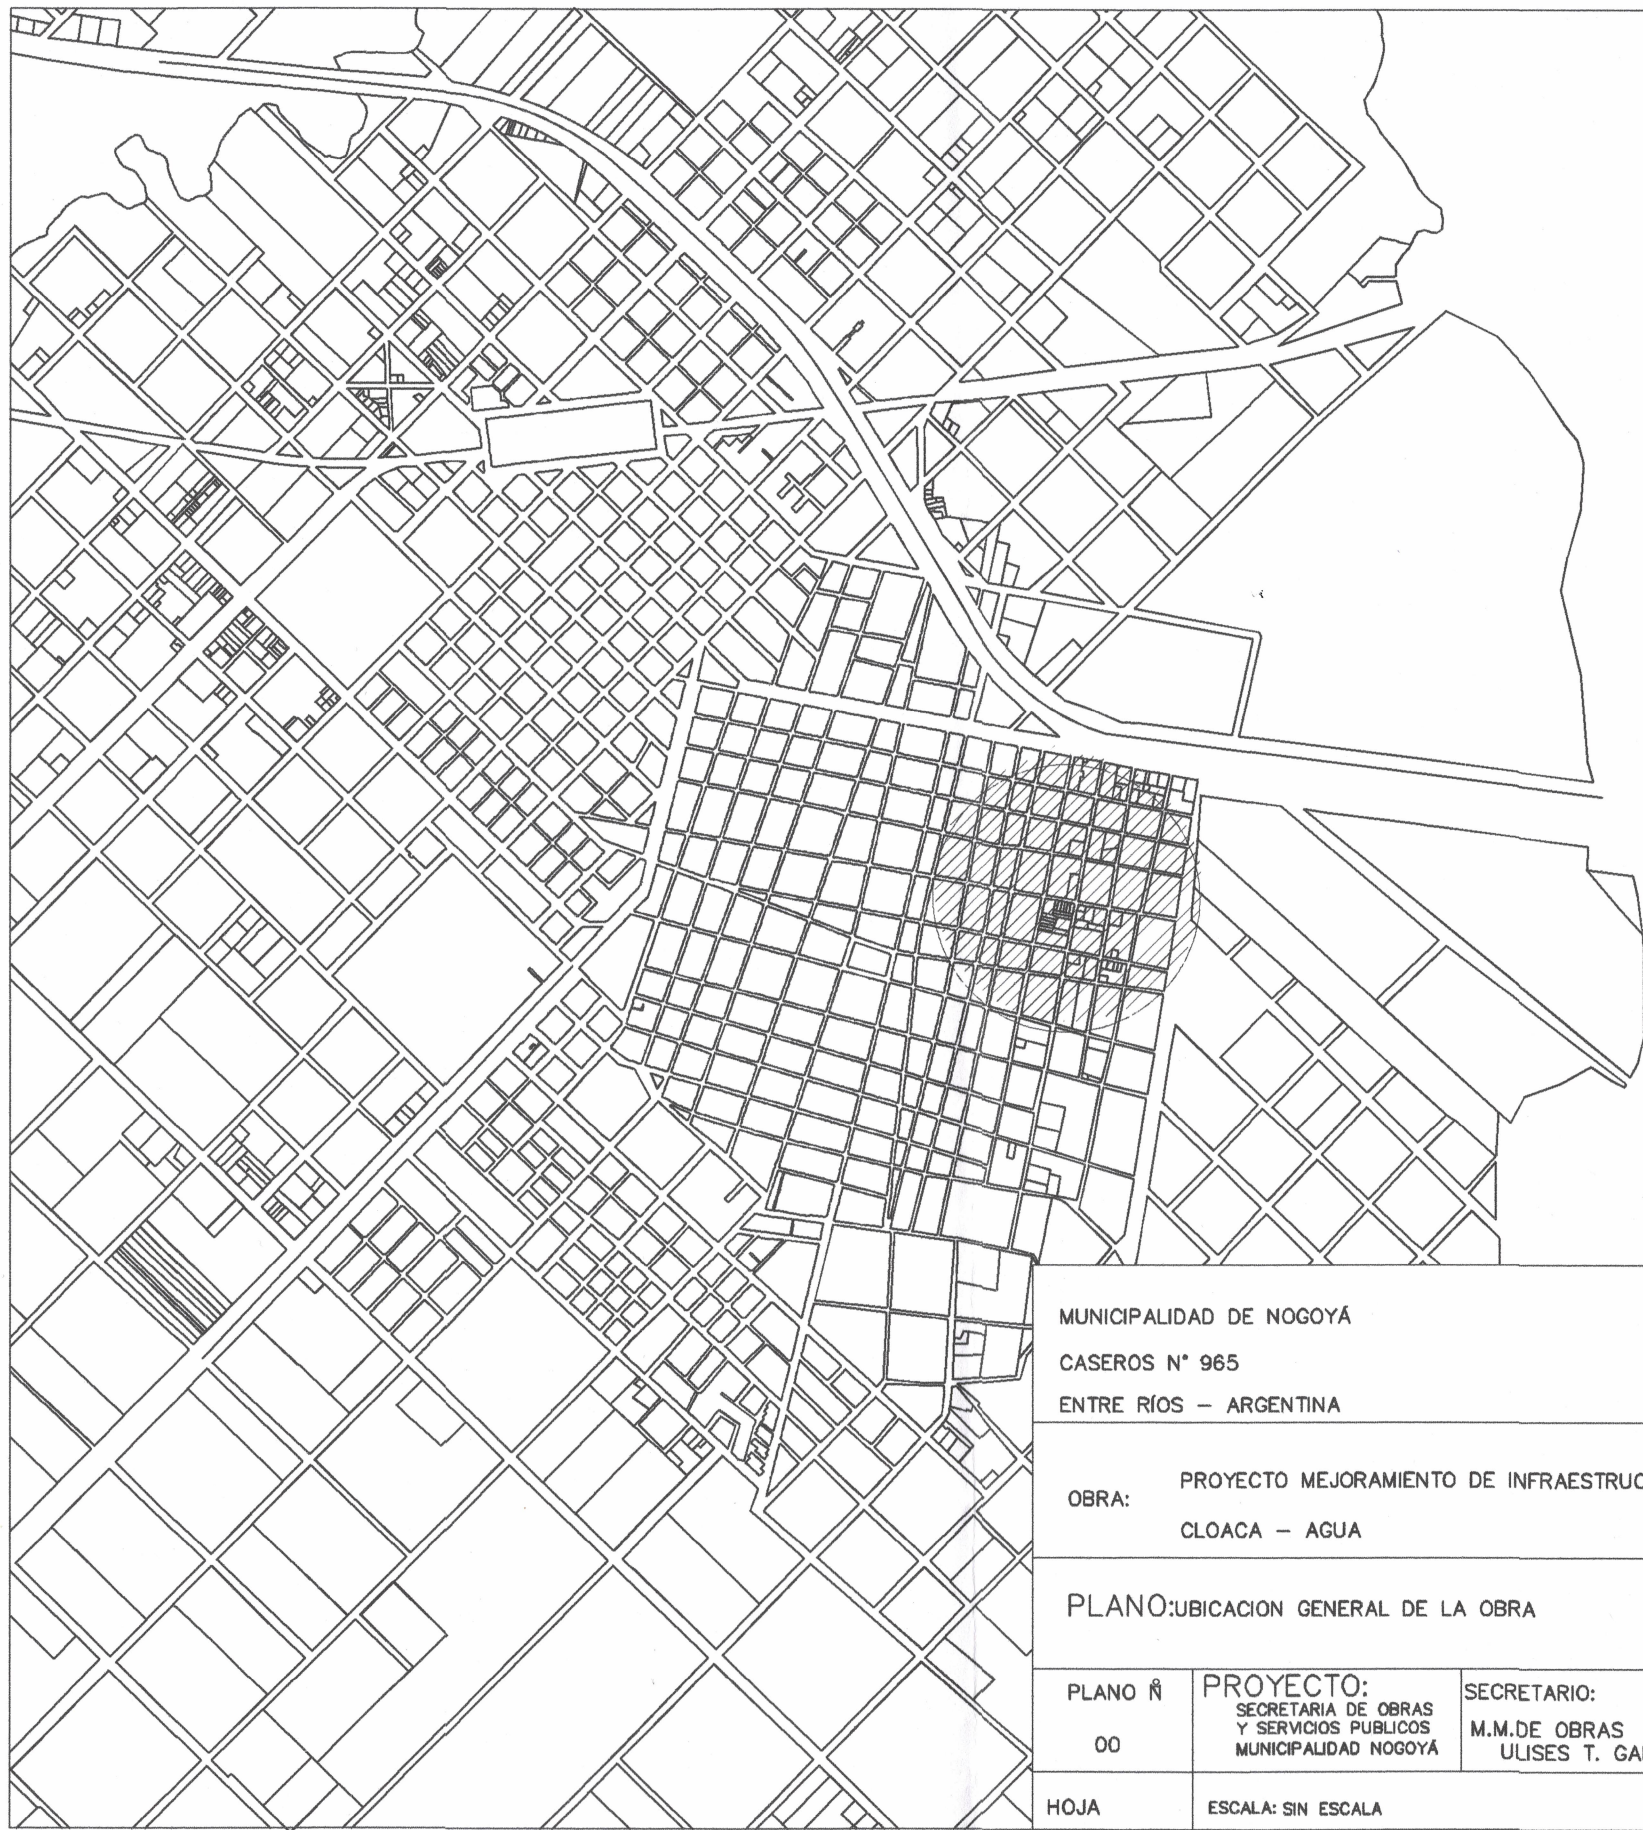 MUNICIPALIDAD DE NOGOYÁ
CASEROS N° 965
ENTRE RÍOS – ARGENTINA
OBRA: PROYECTO MEJORAMIENTO DE INFRAESTRUC
CLOACA – AGUA
PLANO: UBICACION GENERAL DE LA OBRA
PLANO N°
00
PROYECTO:
SECRETARIA DE OBRAS
Y SERVICIOS PUBLICOS
MUNICIPALIDAD NOGOYÁ
SECRETARIO:
M.M.DE OBRAS
ULISES T. GA
HOJA
ESCALA: SIN ESCALA